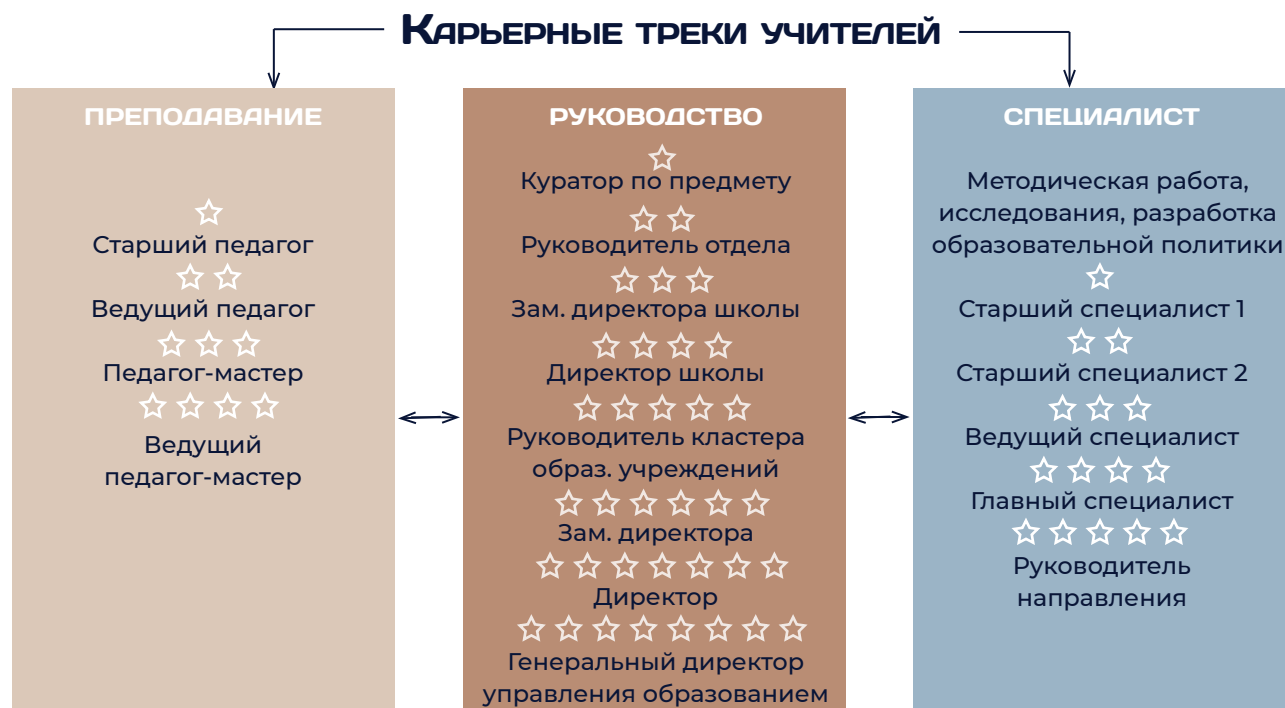 Карьерные треки учителей
ПРЕПОДАВАНИЕ
Старший педагог
Ведущий педагог
Педагог-мастер
Ведущий
педагог-мастер
РУКОВОДСТВО
Куратор по предмету
Руководитель отдела
Зам. директора школы
Директор школы
Руководитель кластера
образ. учреждений
Зам. директора
Директор
Генеральный директор
управления образованием
СПЕЦИАЛИСТ
Методическая работа,
исследования, разработка
образовательной политики
Старший специалист 1
Старший специалист 2
Ведущий специалист
Главный специалист
Руководитель
направления